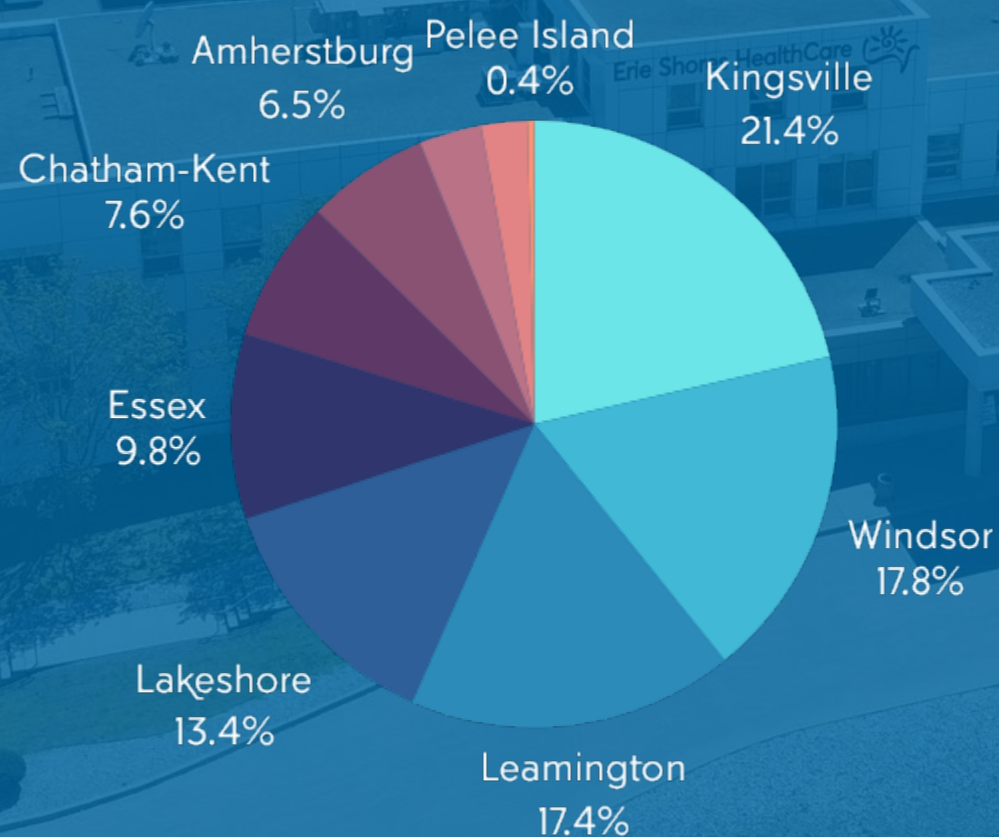 Pelee Island
0.4%
Amherstburg
6.5%
Erie Shores HealthCare
Kingsville
21.4%
Chatham-Kent
7.6%
Essex
9.8%
Windsor
17.8%
Lakeshore
13.4%
Leamington
17.4%